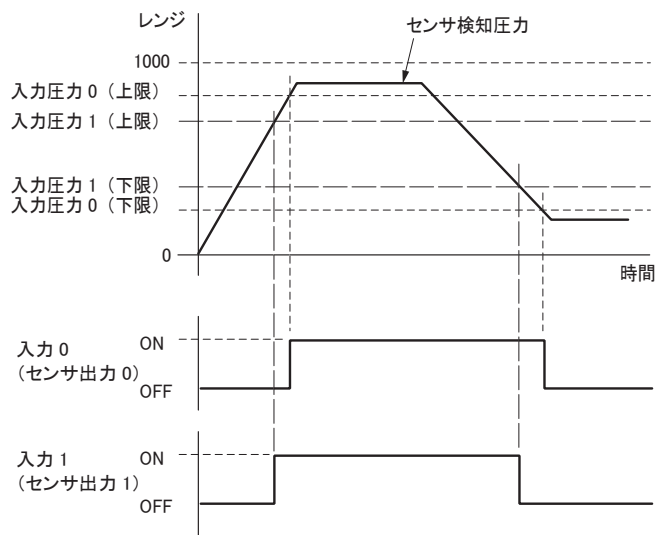 レンジ
センサ検知圧力
1000
入力圧力 0（上限）
入力圧力 1（上限）
入力圧力 1（下限）
入力圧力 0（下限）
0
時間
入力 0
（センサ出力 0）
ON
OFF
入力 1
（センサ出力 1）
ON
OFF